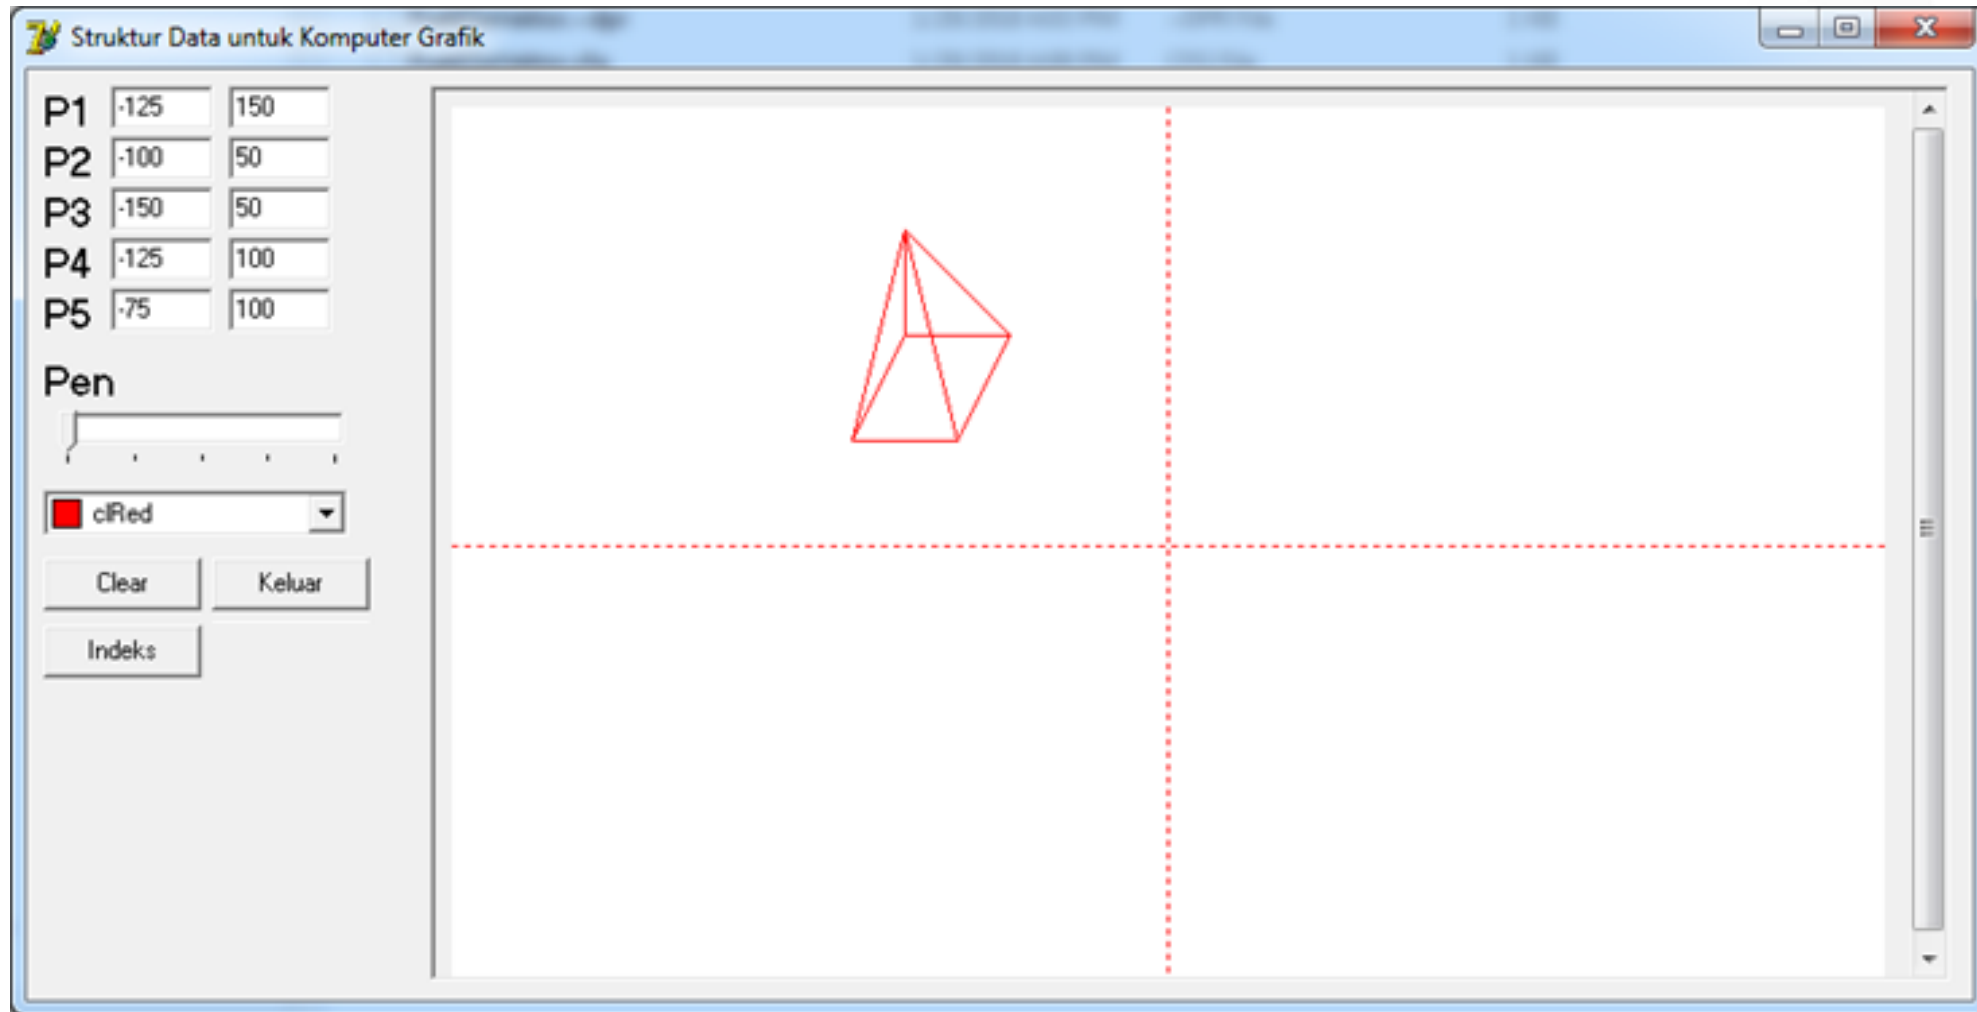 Struktur Data untuk Komputer Grafik
P1 -125 150
P2 -100 50
P3 -150 50
P4 -125 100
P5 -75 100
Pen
clRed
Clear Keluar
Indeks